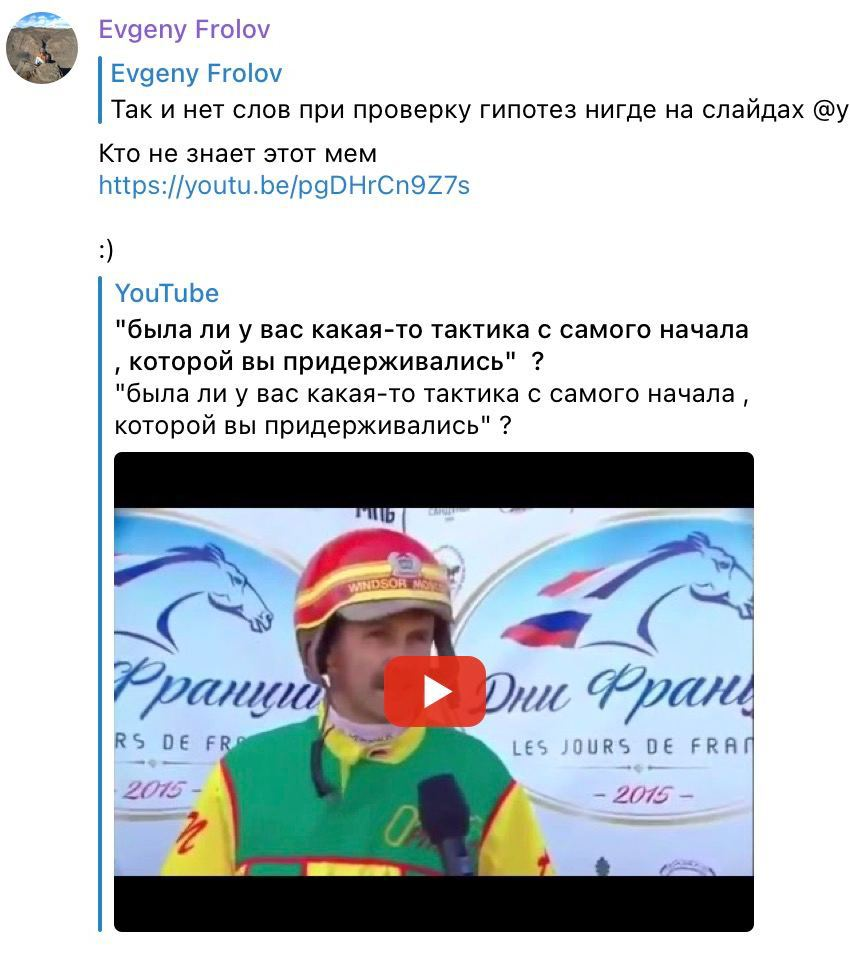 Evgeny Frolov
Evgeny Frolov
Так и нет слов при проверку гипотез нигде на слайдах @y
Кто не знает этот мем
https://youtu.be/pgDHrCn9Z7s
:)
YouTube
"была ли у вас какая-то тактика с самого начала
, которой вы придерживались"  ?
"была ли у вас какая-то тактика с самого начала ,
которой вы придерживались" ?
МПБ
WINDSOR
Франции
Дни Франц
RS DE FR
LES JOURS DE FRAN
2015 -
- 2015 -